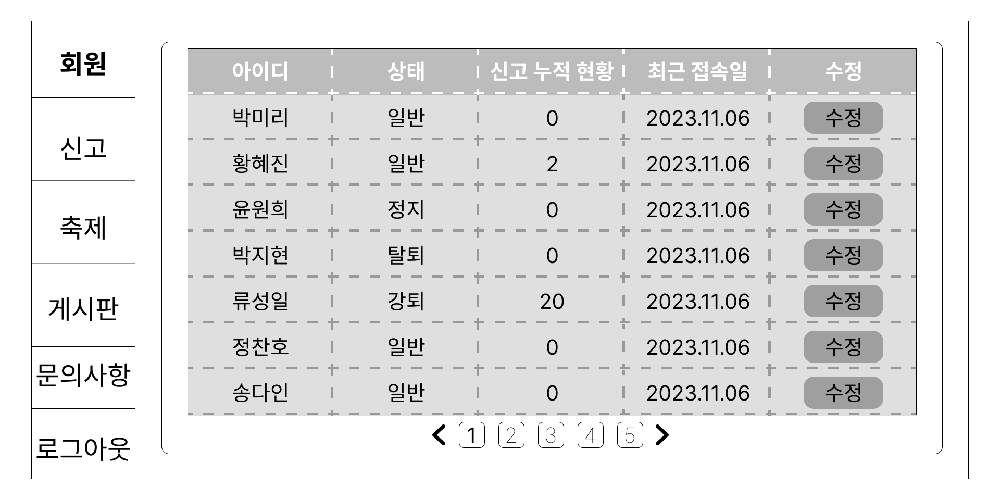 회원
신고
축제
게시판
문의사항
로그아웃
아이디 상태 신고 누적 현황 최근 접속일 수정
박미리 일반 0 2023.11.06 수정
황혜진 일반 2 2023.11.06 수정
윤원희 정지 0 2023.11.06 수정
박지현 탈퇴 0 2023.11.06 수정
류성일 강퇴 20 2023.11.06 수정
정찬호 일반 0 2023.11.06 수정
송다인 일반 0 2023.11.06 수정
1 2 3 4 5